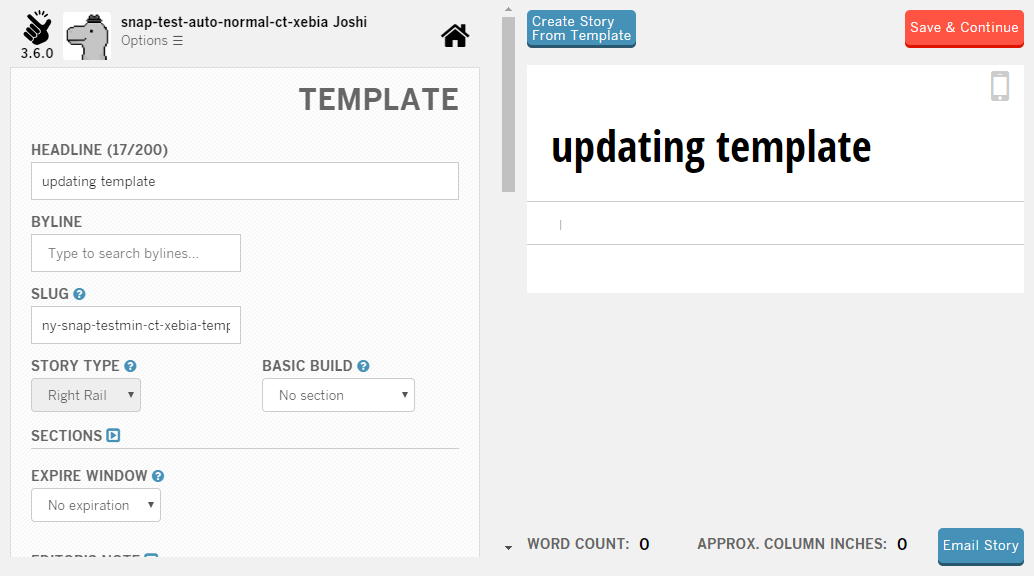 snap-test-auto-normal-ct-xebia Joshi
Options ☰
3.6.0
TEMPLATE
HEADLINE (17/200)
updating template
BYLINE
Type to search bylines...
SLUG
ny-snap-testmin-ct-xebia-temp
STORY TYPE
BASIC BUILD
Right Rail
No section
SECTIONS
EXPIRE WINDOW
No expiration
EDITOR'S NOTE
Create Story
From Template
Save & Continue
updating template
WORD COUNT: 0
APPROX. COLUMN INCHES: 0
Email Story